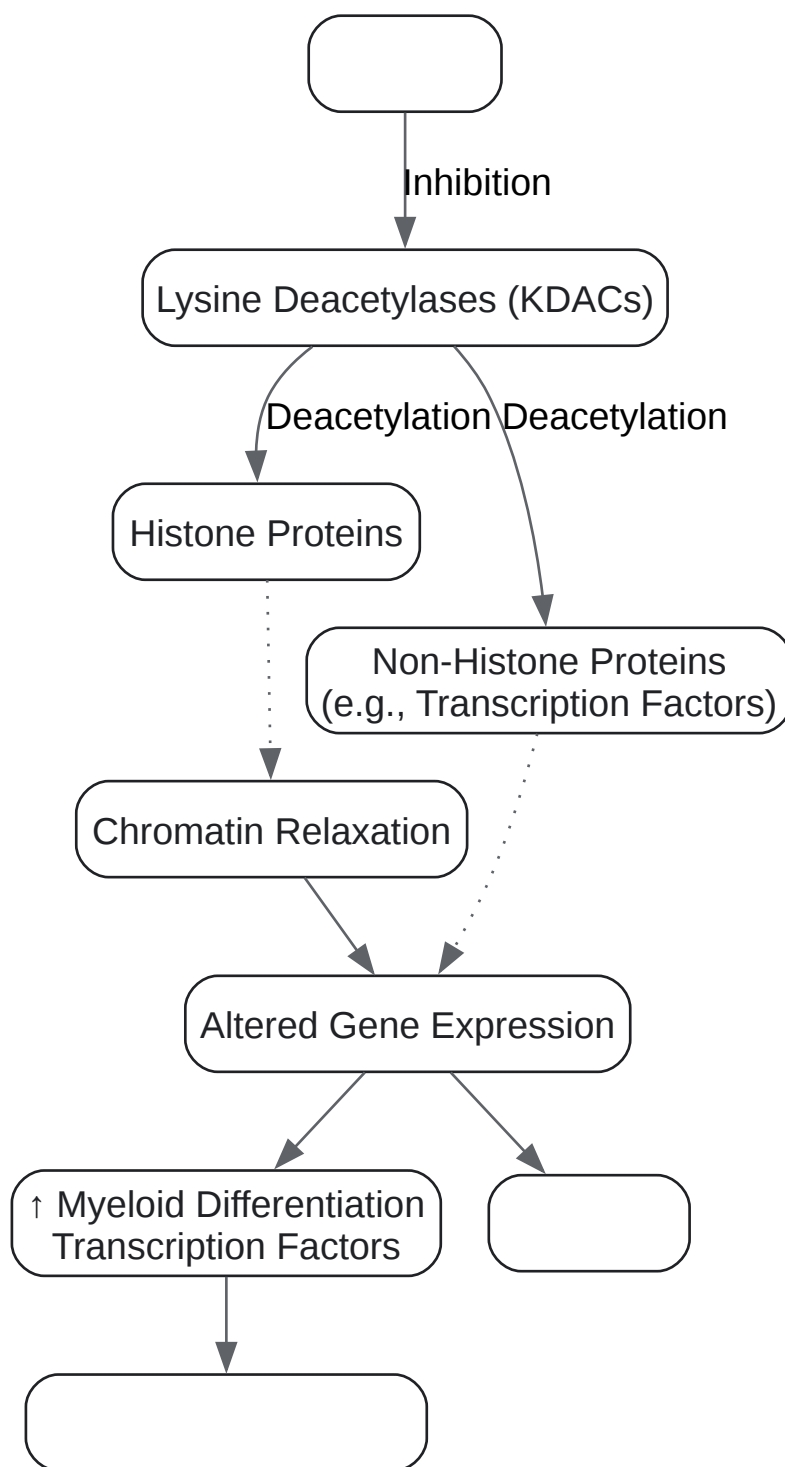 Inhibition
Lysine Deacetylases (KDACs)
Deacetylation
Deacetylation
Histone Proteins
Non-Histone Proteins
(e.g., Transcription Factors)
Chromatin Relaxation
Altered Gene Expression
↑ Myeloid Differentiation
Transcription Factors